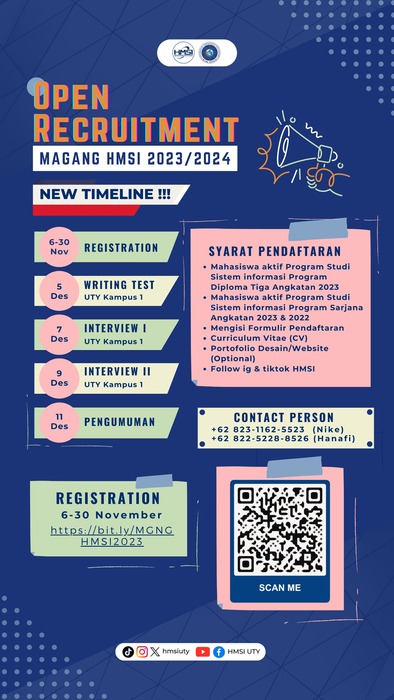 HMSI
OPEN
RECRUITMENT
MAGANG HMSI 2023/2024
NEW TIMELINE !!!
6-30
Nov
REGISTRATION
5
Des
WRITING TEST
UTY Kampus 1
7
Des
INTERVIEW I
UTY Kampus 1
9
Des
INTERVIEW II
UTY Kampus 1
11
Des
PENGUMUMAN
SYARAT PENDAFTARAN
• Mahasiswa aktif Program Studi
Sistem informasi Program
Diploma Tiga Angkatan 2023
• Mahasiswa aktif Program Studi
Sistem informasi Program Sarjana
Angkatan 2023 & 2022
• Mengisi Formulir Pendaftaran
• Curriculum Vitae (CV)
• Portofolio Desain/Website
(Optional)
• Follow ig & tiktok HMSI
CONTACT PERSON
+62 823-1162-5523 (Nike)
+62 822-5228-8526 (Hanafi)
REGISTRATION
6-30 November
https://bit.ly/MGNG
HMSI2023
SCAN ME
hmsiuty
HMSI UTY